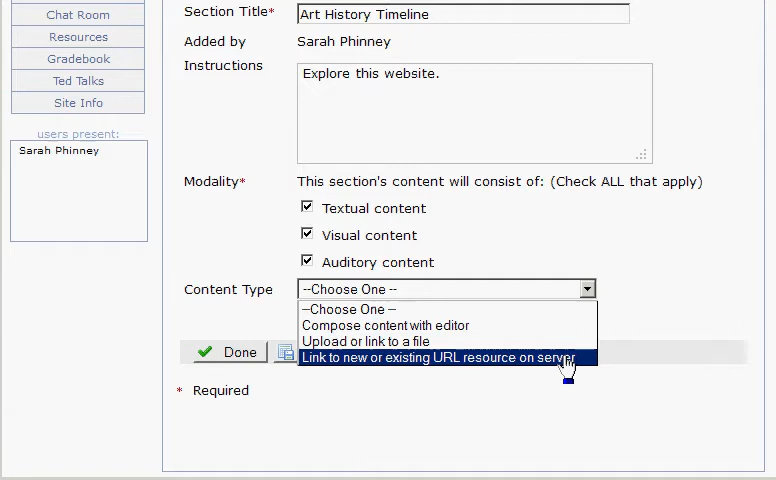 Chat Room
Resources
Gradebook
Ted Talks
Site Info
users present:
Sarah Phinney
Section Title* Art History Timeline
Added by Sarah Phinney
Instructions Explore this website.
Modality* This section's content will consist of: (Check ALL that apply)
Textual content
Visual content
Auditory content
Content Type --Choose One --
--Choose One --
Compose content with editor
Upload or link to a file
Link to new or existing URL resource on server
Done
* Required